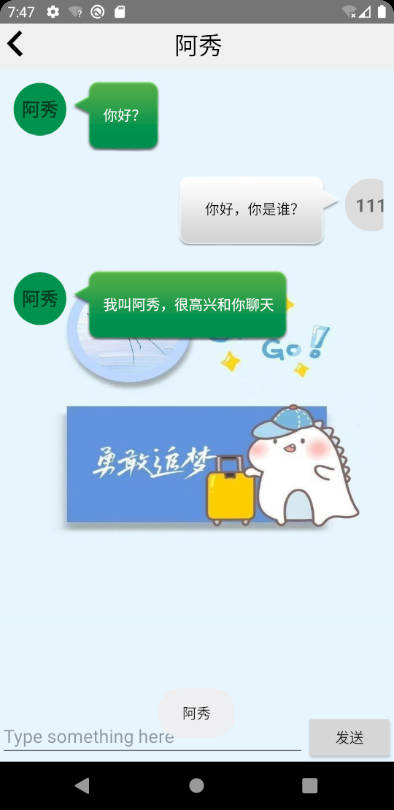 7:47
阿秀
阿秀
你好?
你好，你是谁?
111
阿秀
我叫阿秀，很高兴和你聊天
Go!
勇敢追梦
阿秀
Type something here
发送